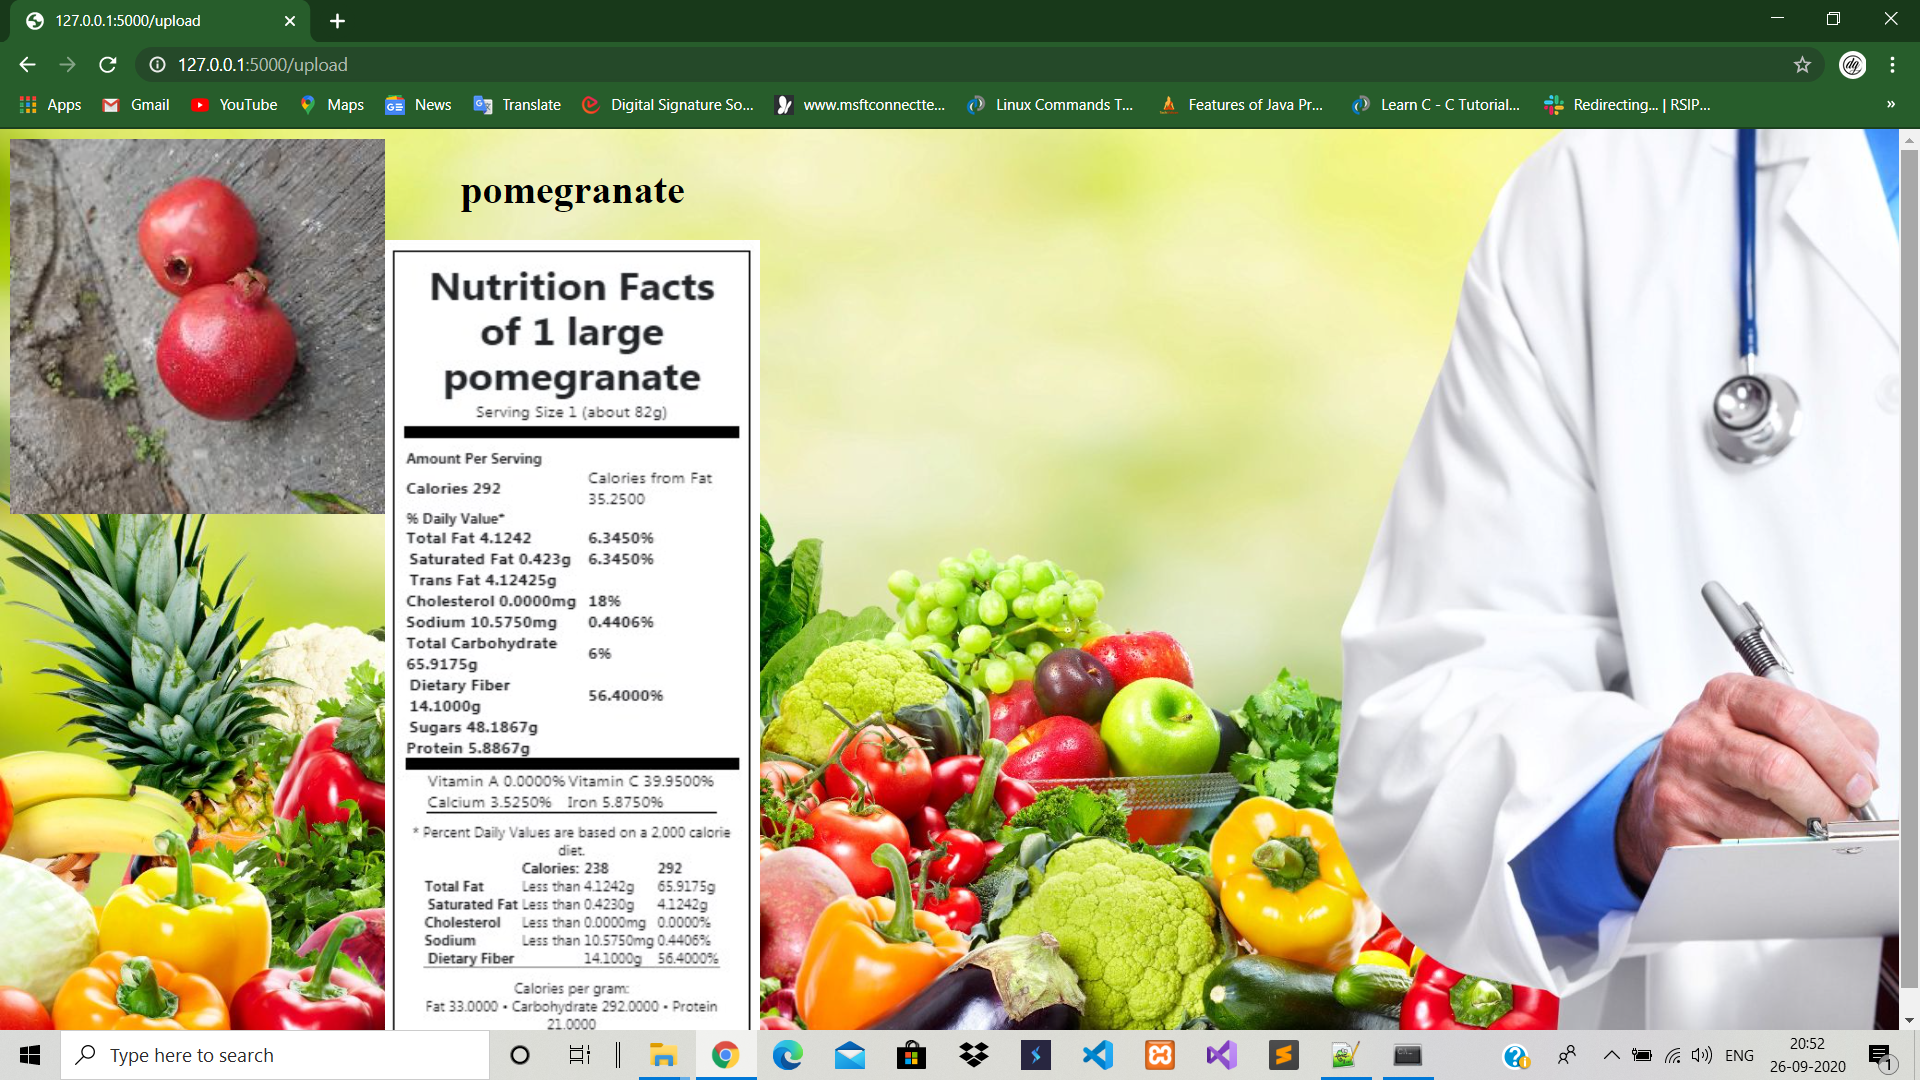 127.0.0.1:5000/upload
127.0.0.1:5000/upload
Apps Gmail YouTube Maps News Translate Digital Signature So... www.msftconnectte... Linux Commands T... Features of Java Pr... Learn C - C Tutorial... Redirecting... | RSIP... »
pomegranate
Nutrition Facts
of 1 large
pomegranate
Serving Size 1 (about 82g)
Amount Per Serving
Calories 292 Calories from Fat
35.2500
% Daily Value*
Total Fat 4.1242 6.3450%
Saturated Fat 0.423g 6.3450%
Trans Fat 4.12425g
Cholesterol 0.0000mg 18%
Sodium 10.5750mg 0.4406%
Total Carbohydrate
65.9175g 6%
Dietary Fiber
14.1000g 56.4000%
Sugars 48.1867g
Protein 5.8867g
Vitamin A 0.0000% Vitamin C 39.9500%
Calcium 3.5250% Iron 5.8750%
* Percent Daily Values are based on a 2,000 calorie
diet.
Calories: 238 292
Total Fat Less than 4.1242g 65.9175g
Saturated Fat Less than 0.4230g 4.1242g
Cholesterol Less than 0.0000mg 0.0000%
Sodium Less than 10.5750mg 0.4406%
Dietary Fiber 14.1000g 56.4000%
Calories per gram:
Fat 33.0000 • Carbohydrate 292.0000 • Protein
21.0000
Type here to search
ENG
20:52
26-09-2020
1